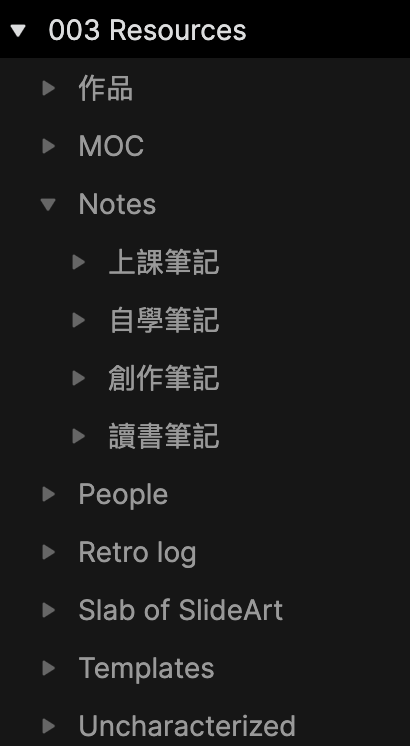 003 Resources
作品
MOC
Notes
上課筆記
自學筆記
創作筆記
讀書筆記
People
Retro log
Slab of SlideArt
Templates
Uncharacterized